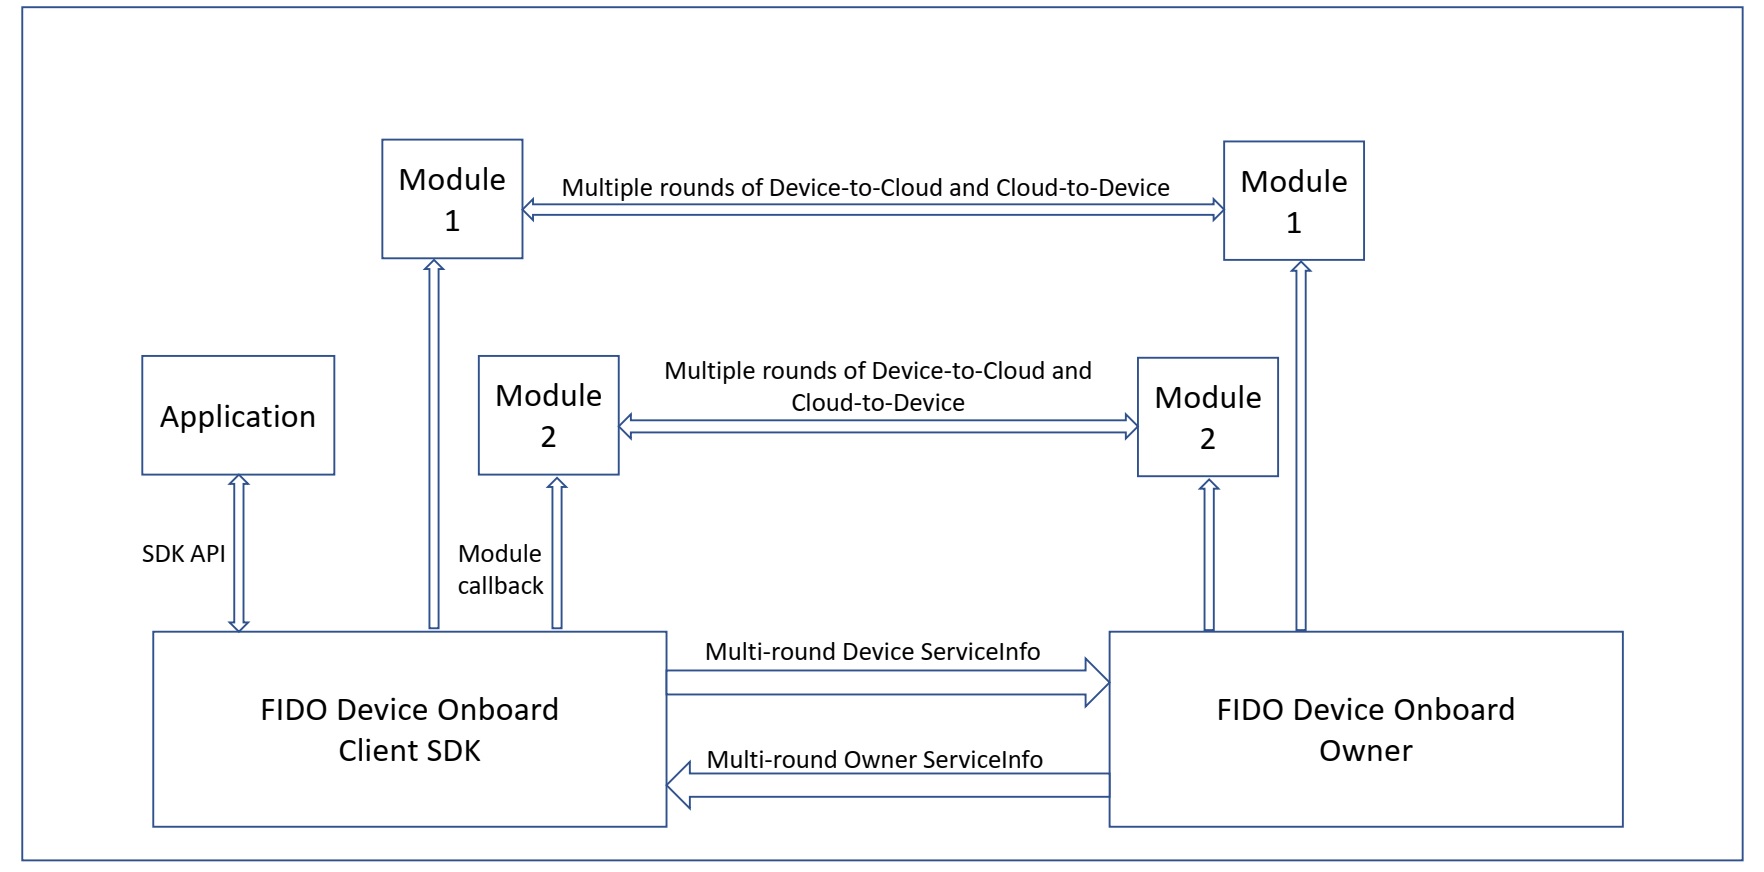 Module
1
Multiple rounds of Device-to-Cloud and Cloud-to-Device
Module
1
Application
Module
2
Multiple rounds of Device-to-Cloud and
Cloud-to-Device
Module
2
SDK API
Module
callback
Multi-round Device ServiceInfo
FIDO Device Onboard
Client SDK
Multi-round Owner ServiceInfo
FIDO Device Onboard
Owner